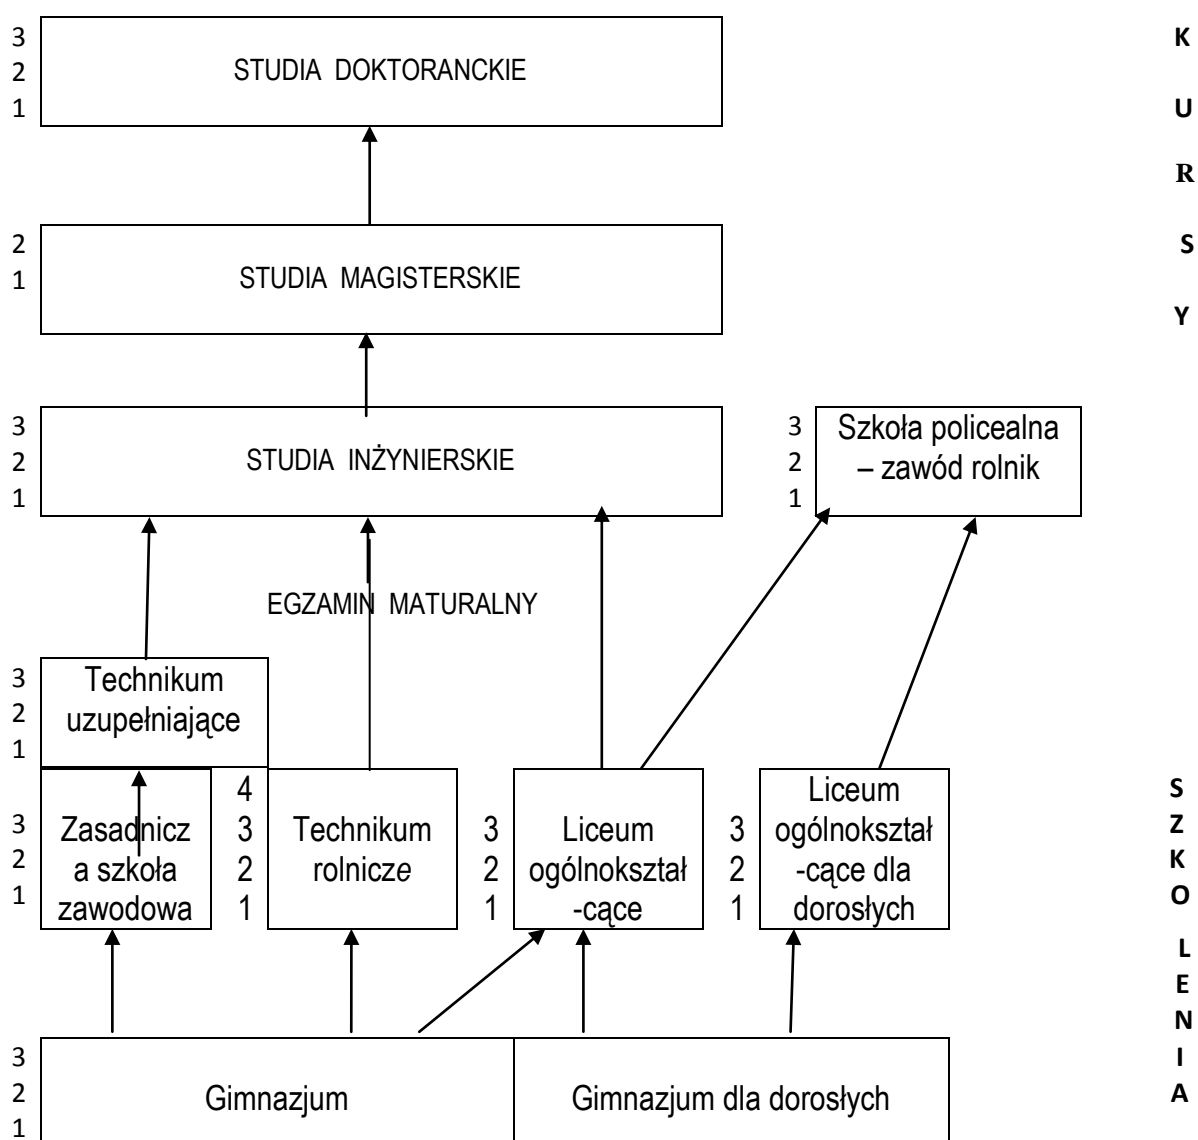 3
2
1
STUDIA DOKTORANCKIE
K
U
R
S
Y
2
1
STUDIA MAGISTERSKIE
3
2
1
STUDIA INŻYNIERSKIE
3
2
1
Szkoła policealna
– zawód rolnik
EGZAMIN MATURALNY
3
2
1
Technikum
uzupełniające
3
2
1
Zasadnicz
a szkoła
zawodowa
4
3
2
1
Technikum
rolnicze
3
2
1
Liceum
ogólnokształ
-cące
3
2
1
Liceum
ogólnokształ
-cące dla
dorosłych
S
Z
K
O
L
E
N
I
A
3
2
1
Gimnazjum
Gimnazjum dla dorosłych